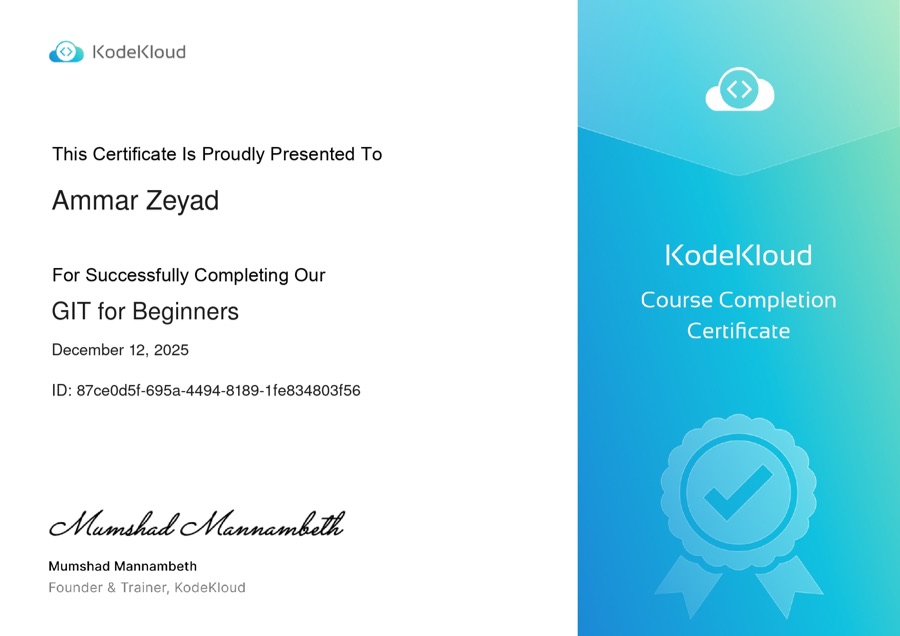 KodeKloud
This Certificate Is Proudly Presented To
Ammar Zeyad
For Successfully Completing Our
GIT for Beginners
December 12, 2025
ID: 87ce0d5f-695a-4494-8189-1fe834803f56
Mumshad Mannambeth
Mumshad Mannambeth
Founder & Trainer, KodeKloud
KodeKloud
Course Completion
Certificate